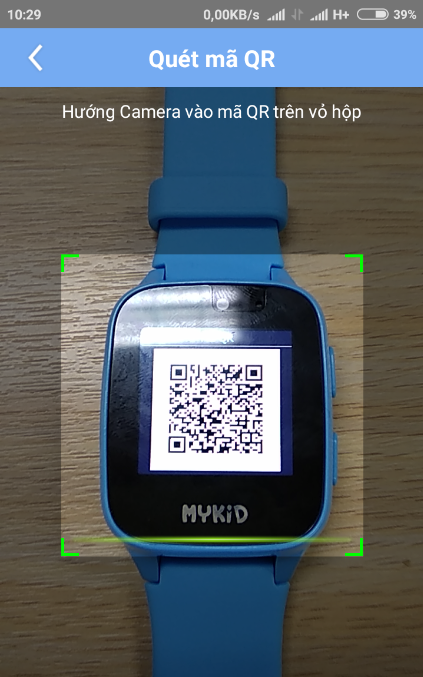 10:29 0,00KB/s H+ 39%
Quét mã QR
Hướng Camera vào mã QR trên vỏ hộp
MYKID